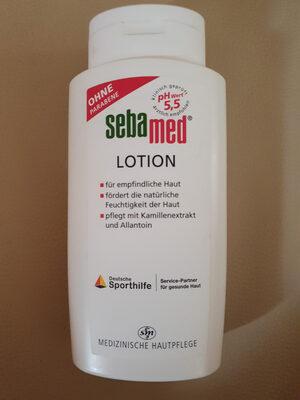 OHNE
PARABENE
klinisch geprüft
pH Wert
5,5
ärztlich empfohlen
sebamed®
LOTION
für empfindliche Haut
fördert die natürliche
Feuchtigkeit der Haut
pflegt mit Kamillenextrakt
und Allantoin
Deutsche
Sporthilfe
Service-Partner
für gesunde Haut
sm
MEDIZINISCHE HAUTPFLEGE